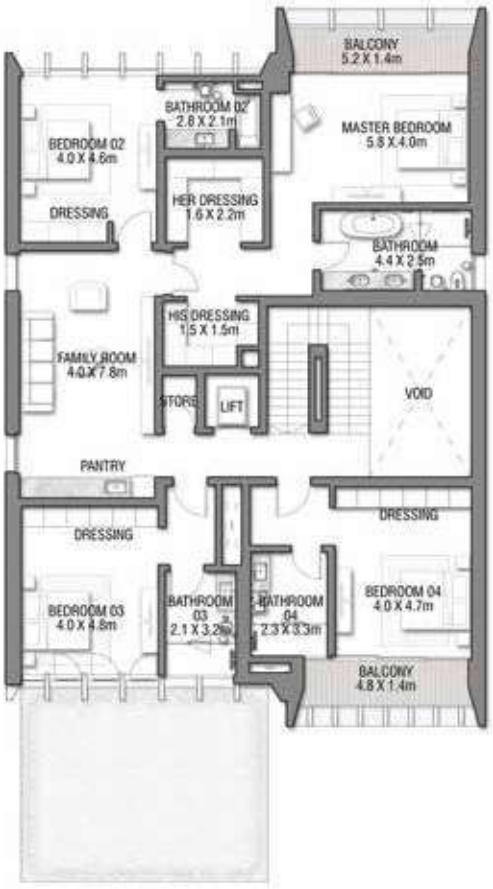 BALCONY
5.2 X 1.4m
BATHROOM 02
2.8 X 2.1m
MASTER BEDROOM
5.8 X 4.0m
BEDROOM 02
4.0 X 4.6m
HER DRESSING
1.6 X 2.2m
DRESSING
BATHROOM
4.4 X 2.5m
HIS DRESSING
1.5 X 1.5m
FAMILY ROOM
4.0 X 7.8m
STORE
LIFT
VOID
PANTRY
DRESSING
DRESSING
BEDROOM 03
4.0 X 4.8m
BATHROOM
03
2.1 X 3.2m
BATHROOM
04
2.3 X 3.3m
BEDROOM 04
4.0 X 4.7m
BALCONY
4.8 X 1.4m